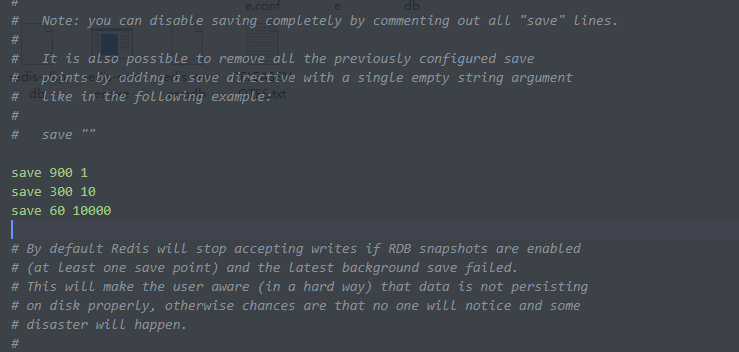 e.conf e db
#
# Note: you can disable saving completely by commenting out all "save" lines.
#
# It is also possible to remove all the previously configured save
# points by adding a save directive with a single empty string argument
# like in the following example:
#
# save ""
save 900 1
save 300 10
save 60 10000
# By default Redis will stop accepting writes if RDB snapshots are enabled
# (at least one save point) and the latest background save failed.
# This will make the user aware (in a hard way) that data is not persisting
# on disk properly, otherwise chances are that no one will notice and some
# disaster will happen.
#